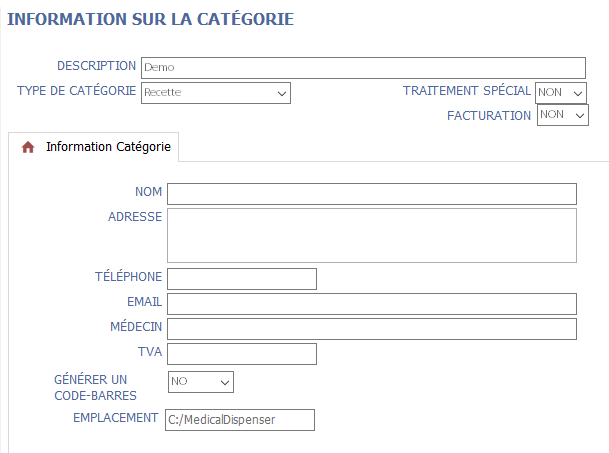 INFORMATION SUR LA CATÉGORIE
DESCRIPTION Demo
TYPE DE CATÉGORIE Recette TRAITEMENT SPÉCIAL NON
FACTURATION NON
Information Catégorie
NOM
ADRESSE
TÉLÉPHONE
EMAIL
MÉDECIN
TVA
GÉNÉRER UN NO
CODE-BARRES
EMPLACEMENT C:/MedicalDispenser